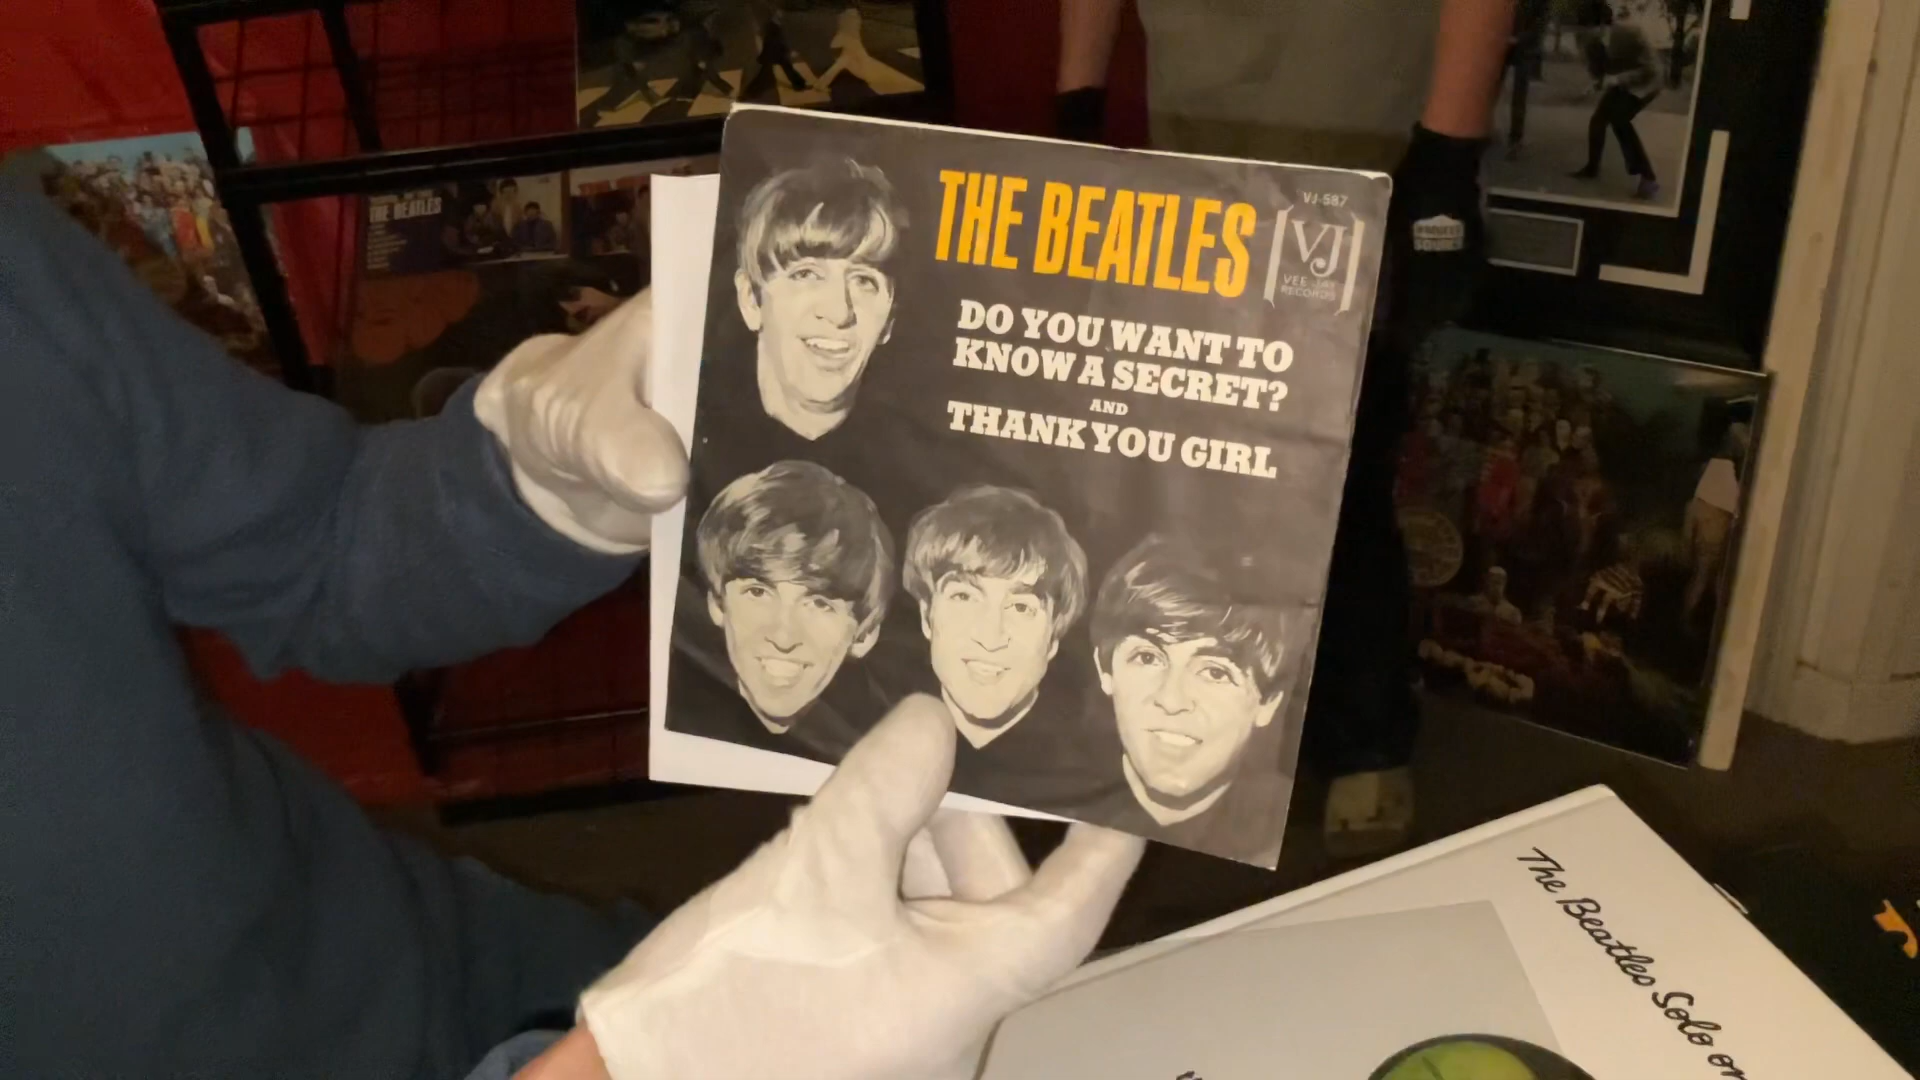 THE BEATLES
VJ-587
VJ
VEE JAY
RECORDS
DO YOU WANT TO
KNOW A SECRET?
AND
THANK YOU GIRL
THE BEATLES
The Beatles Solo on